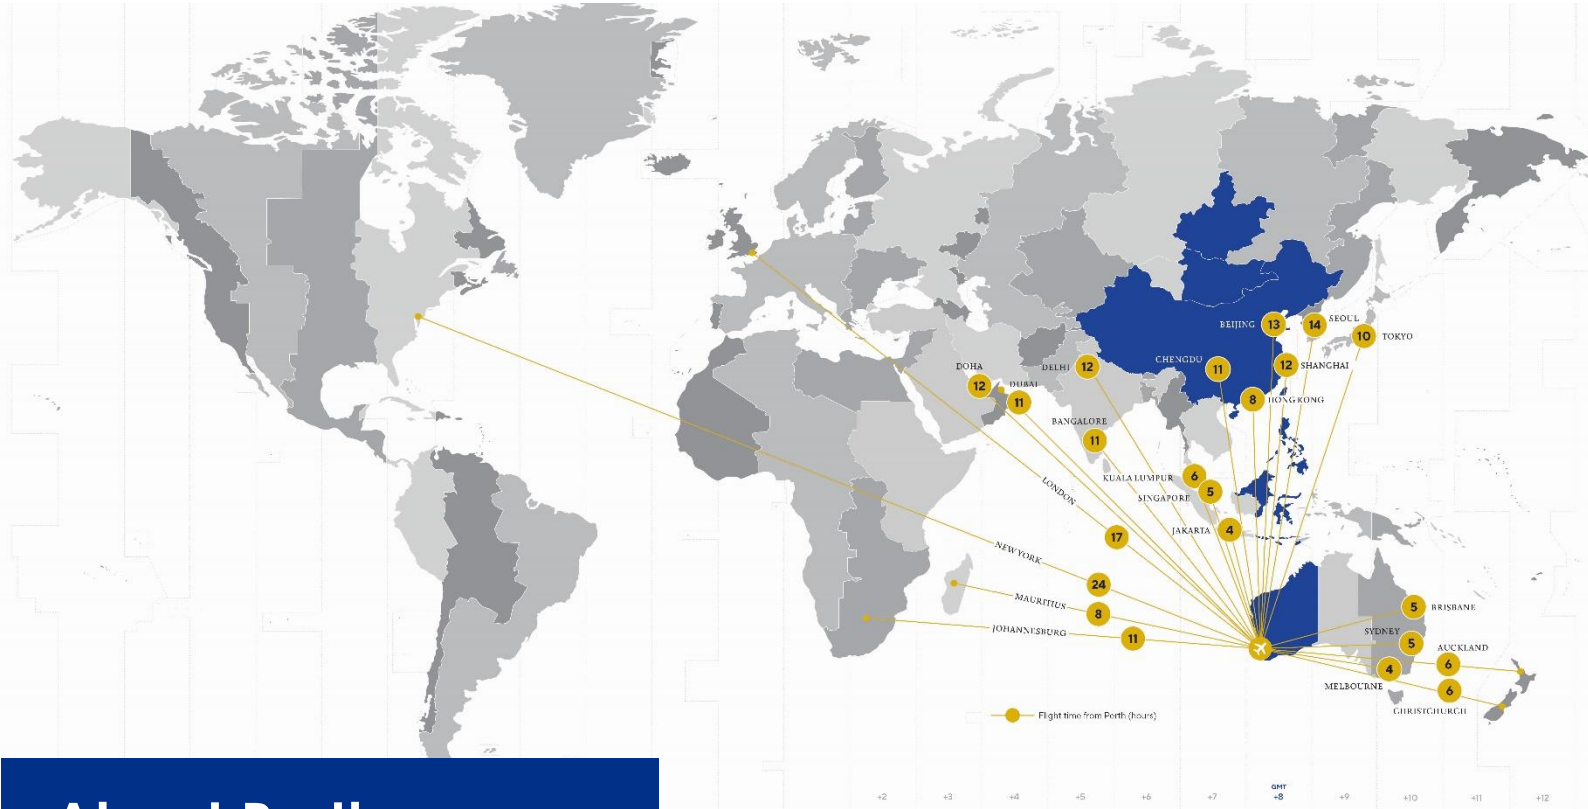 SEOUL
BEIJING
13
14
10
TOKYO
CHENGDU
11
12
SHANGHAI
DOHA
12
DELHI
12
DUBAI
11
8
HONG KONG
BANGALORE
11
KUALA LUMPUR
6
SINGAPORE
5
LONDON
JAKARTA
4
17
NEW YORK
24
MAURITIUS
8
JOHANNESBURG
11
5
BRISBANE
SYDNEY
5
AUCKLAND
6
4
MELBOURNE
6
CHRISTCHURCH
Flight time from Perth (hours)
GMT
+2 +3 +4 +5 +6 +7 +8 +9 +10 +11 +12